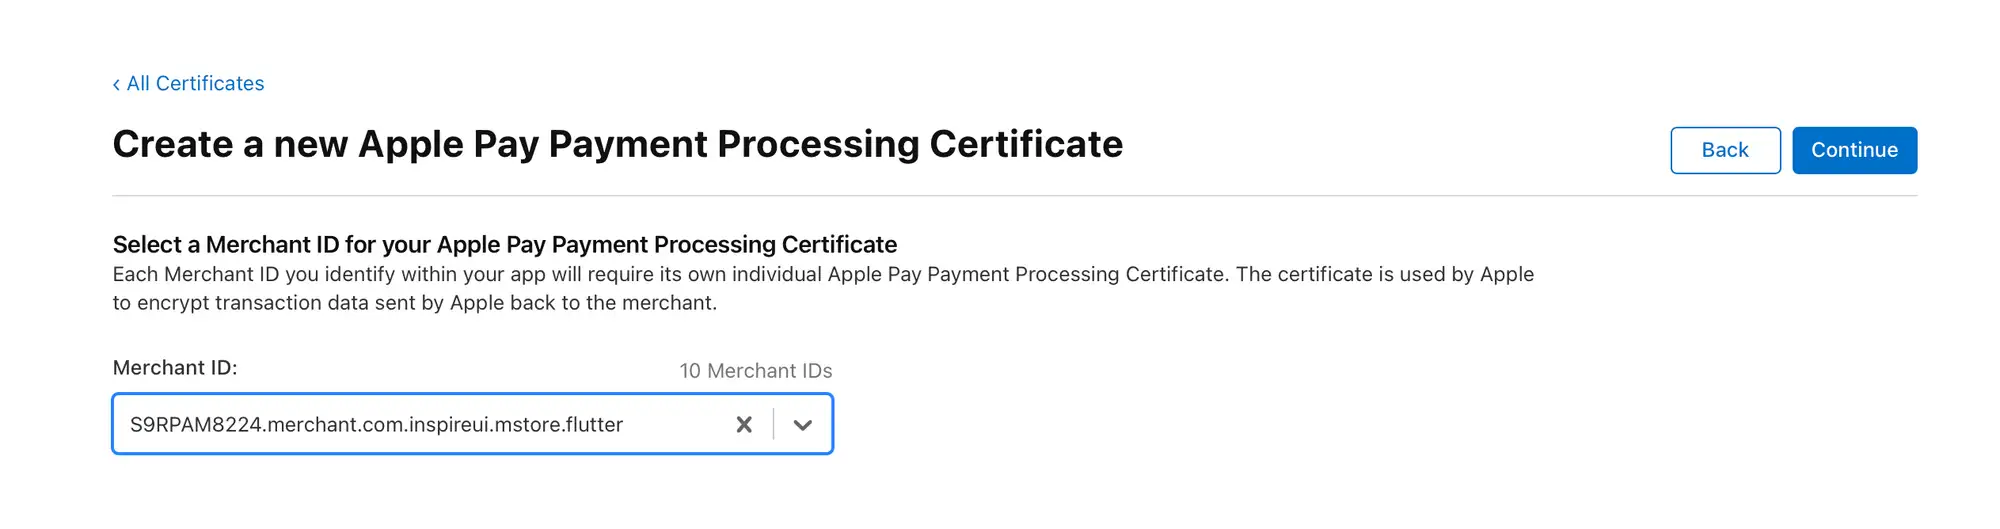 ‹ All Certificates
Create a new Apple Pay Payment Processing Certificate
Back
Continue
Select a Merchant ID for your Apple Pay Payment Processing Certificate
Each Merchant ID you identify within your app will require its own individual Apple Pay Payment Processing Certificate. The certificate is used by Apple
to encrypt transaction data sent by Apple back to the merchant.
Merchant ID:
10 Merchant IDs
S9RPAM8224.merchant.com.inspireui.mstore.flutter